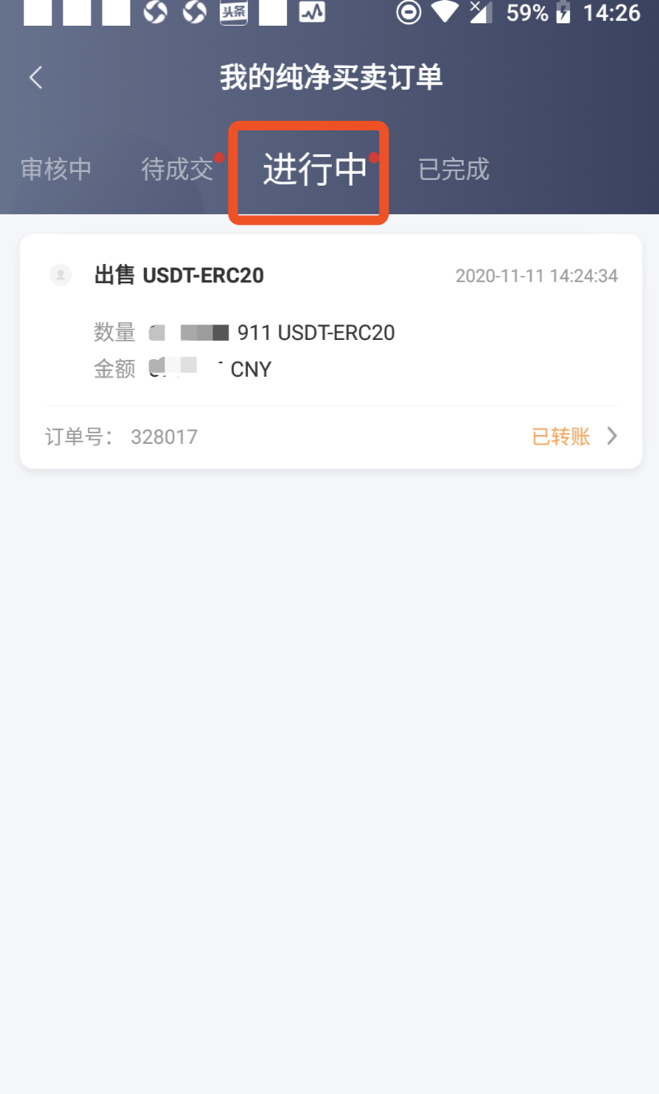 头条 59% 14:26
我的纯净买卖订单
审核中 待成交 进行中 已完成
出售 USDT-ERC20 2020-11-11 14:24:34
数量 911 USDT-ERC20
金额 CNY
订单号： 328017 已转账